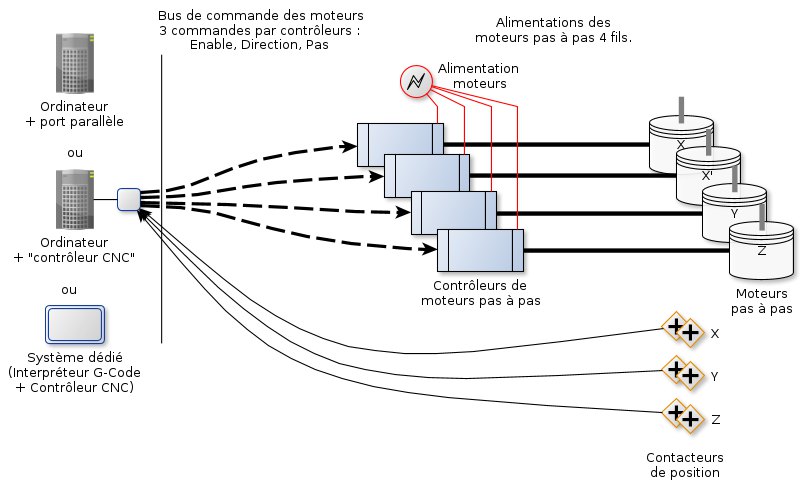 Bus de commande des moteurs
3 commandes par contrôleurs :
Enable, Direction, Pas
Alimentations des
moteurs pas à pas 4 fils.
Alimentation
moteurs
Ordinateur
+ port parallèle
ou
Ordinateur
+ "contrôleur CNC"
ou
Système dédié
(Interpréteur G-Code
+ Contrôleur CNC)
X
X'
Y
Z
Contrôleurs de
moteurs pas à pas
Moteurs
pas à pas
X
Y
Z
Contacteurs
de position